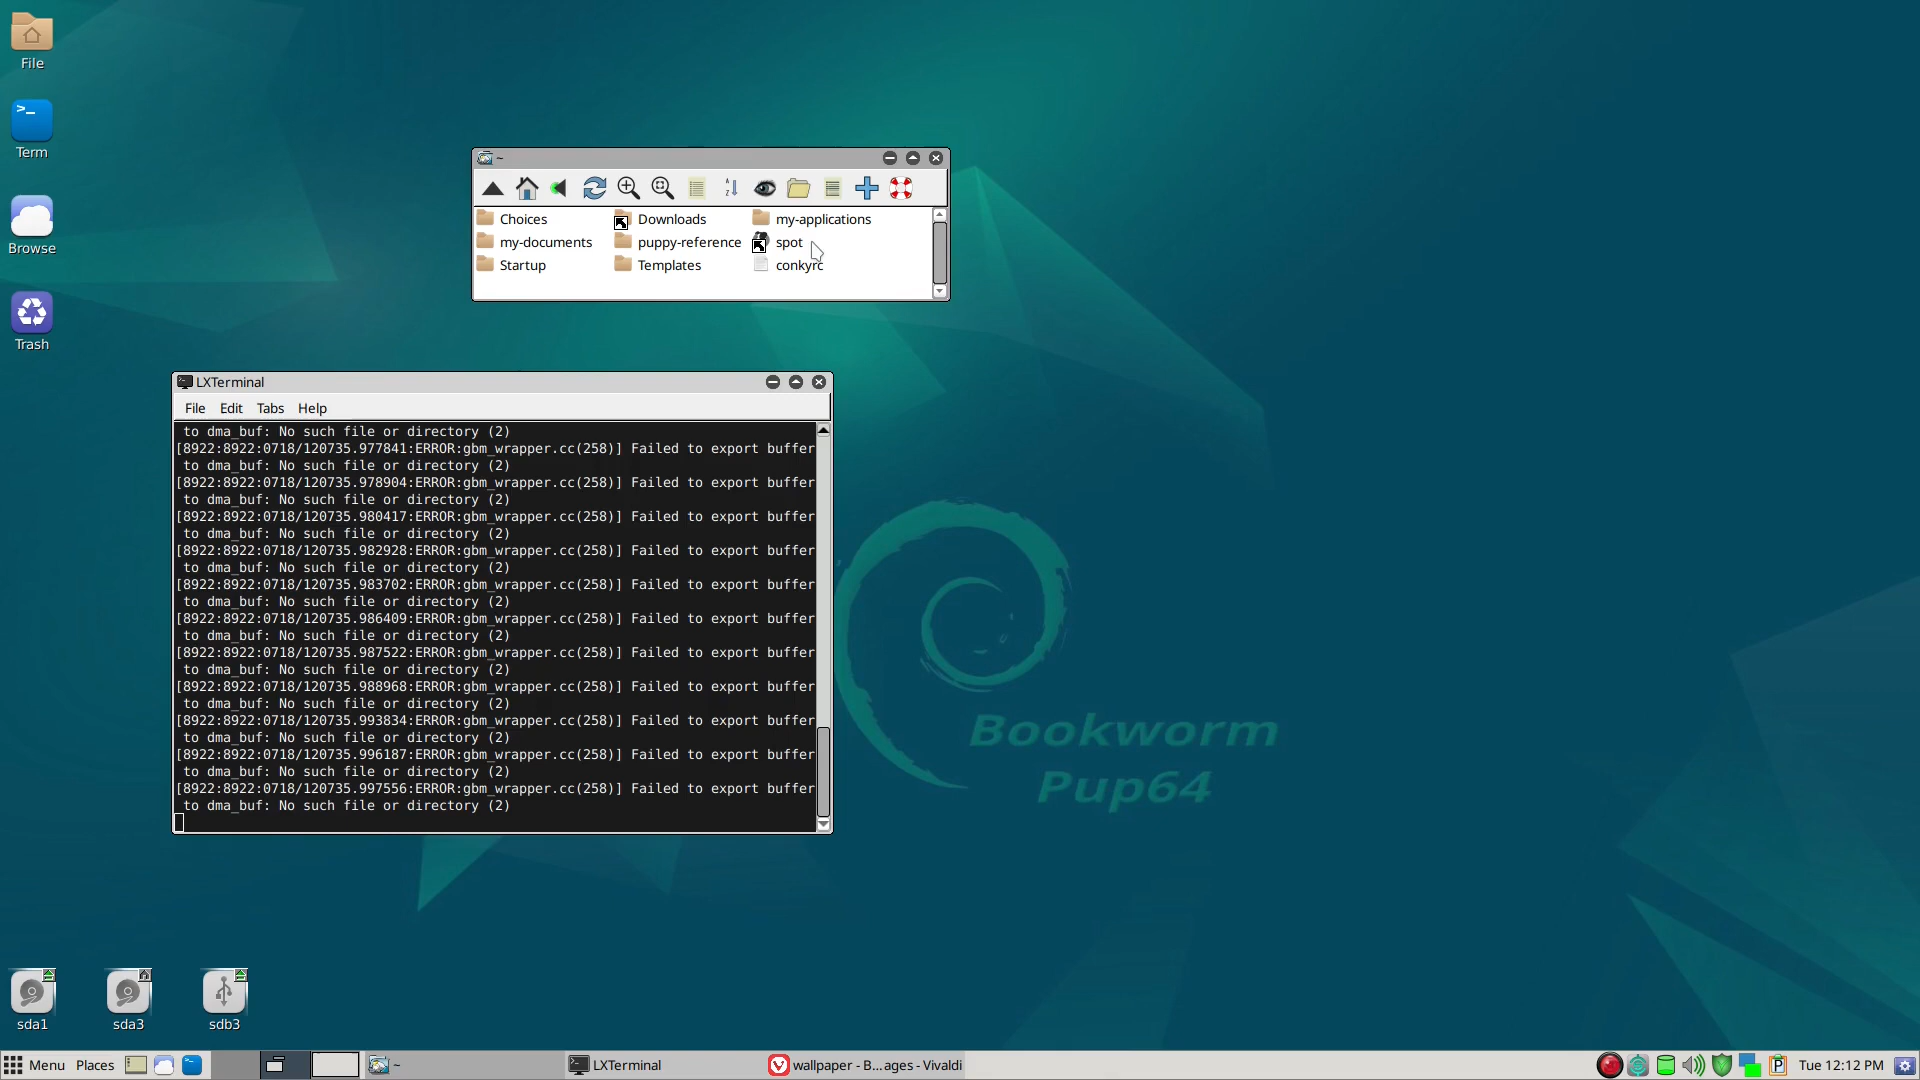 File
Term
Browse
Trash
~
Choices
Downloads
my-applications
my-documents
puppy-reference
spot
Startup
Templates
conkyrc
LXTerminal
File Edit Tabs Help
to dma_buf: No such file or directory (2)
[8922:8922:0718/120735.977841:ERROR:gbm_wrapper.cc(258)] Failed to export buffer
to dma_buf: No such file or directory (2)
[8922:8922:0718/120735.978904:ERROR:gbm_wrapper.cc(258)] Failed to export buffer
to dma_buf: No such file or directory (2)
[8922:8922:0718/120735.980417:ERROR:gbm_wrapper.cc(258)] Failed to export buffer
to dma_buf: No such file or directory (2)
[8922:8922:0718/120735.982928:ERROR:gbm_wrapper.cc(258)] Failed to export buffer
to dma_buf: No such file or directory (2)
[8922:8922:0718/120735.983702:ERROR:gbm_wrapper.cc(258)] Failed to export buffer
to dma_buf: No such file or directory (2)
[8922:8922:0718/120735.986409:ERROR:gbm_wrapper.cc(258)] Failed to export buffer
to dma_buf: No such file or directory (2)
[8922:8922:0718/120735.987522:ERROR:gbm_wrapper.cc(258)] Failed to export buffer
to dma_buf: No such file or directory (2)
[8922:8922:0718/120735.988968:ERROR:gbm_wrapper.cc(258)] Failed to export buffer
to dma_buf: No such file or directory (2)
[8922:8922:0718/120735.993834:ERROR:gbm_wrapper.cc(258)] Failed to export buffer
to dma_buf: No such file or directory (2)
[8922:8922:0718/120735.996187:ERROR:gbm_wrapper.cc(258)] Failed to export buffer
to dma_buf: No such file or directory (2)
[8922:8922:0718/120735.997556:ERROR:gbm_wrapper.cc(258)] Failed to export buffer
to dma_buf: No such file or directory (2)
Bookworm
Pup64
sda1
sda3
sdb3
Menu Places ~ LXTerminal wallpaper - B...ages - Vivaldi Tue 12:12 PM